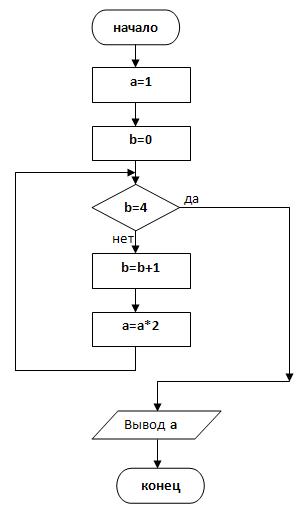 начало
a=1
b=0
b=4
да
нет
b=b+1
a=a*2
Вывод a
конец